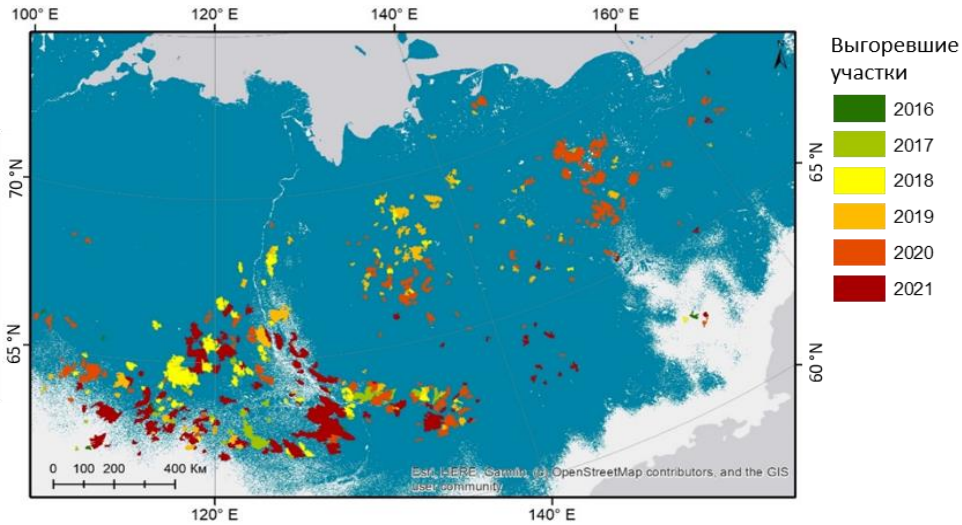 100° E 120° E 140° E 160° E
Выгоревшие
участки
2016
2017
2018
2019
2020
2021
70° N
65° N
65° N
60° N
0 100 200 400 Км
Esri, HERE, Garmin, (c) OpenStreetMap contributors, and the GIS
user community
120° E 140° E